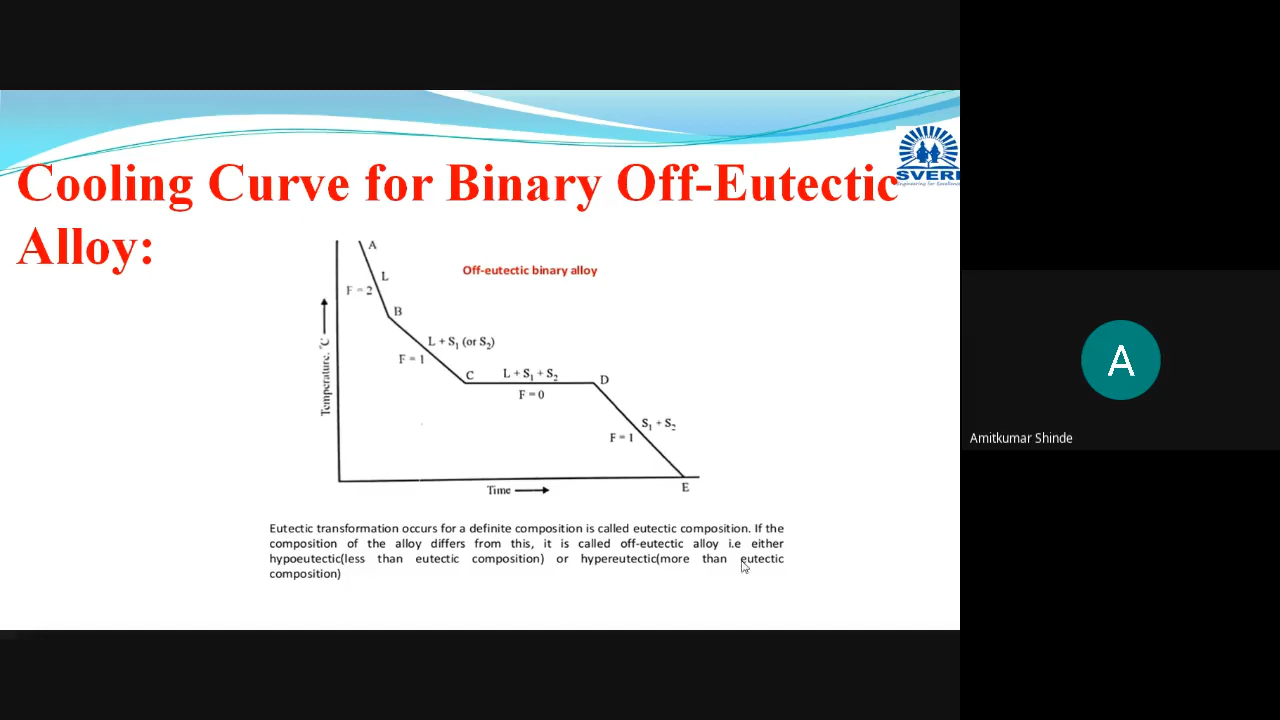 Cooling Curve for Binary Off-Eutectic
Alloy:
SVERI
Engineering for Excellence
Off-eutectic binary alloy
A
L
F = 2
B
L + S₁ (or S₂)
F = 1
C
L + S₁ + S₂
D
F = 0
S₁ + S₂
F = 1
Temperature, °C
Time
E
Eutectic transformation occurs for a definite composition is called eutectic composition. If the
composition of the alloy differs from this, it is called off-eutectic alloy i.e either
hypoeutectic(less than eutectic composition) or hypereutectic(more than eutectic
composition)
A
Amitkumar Shinde